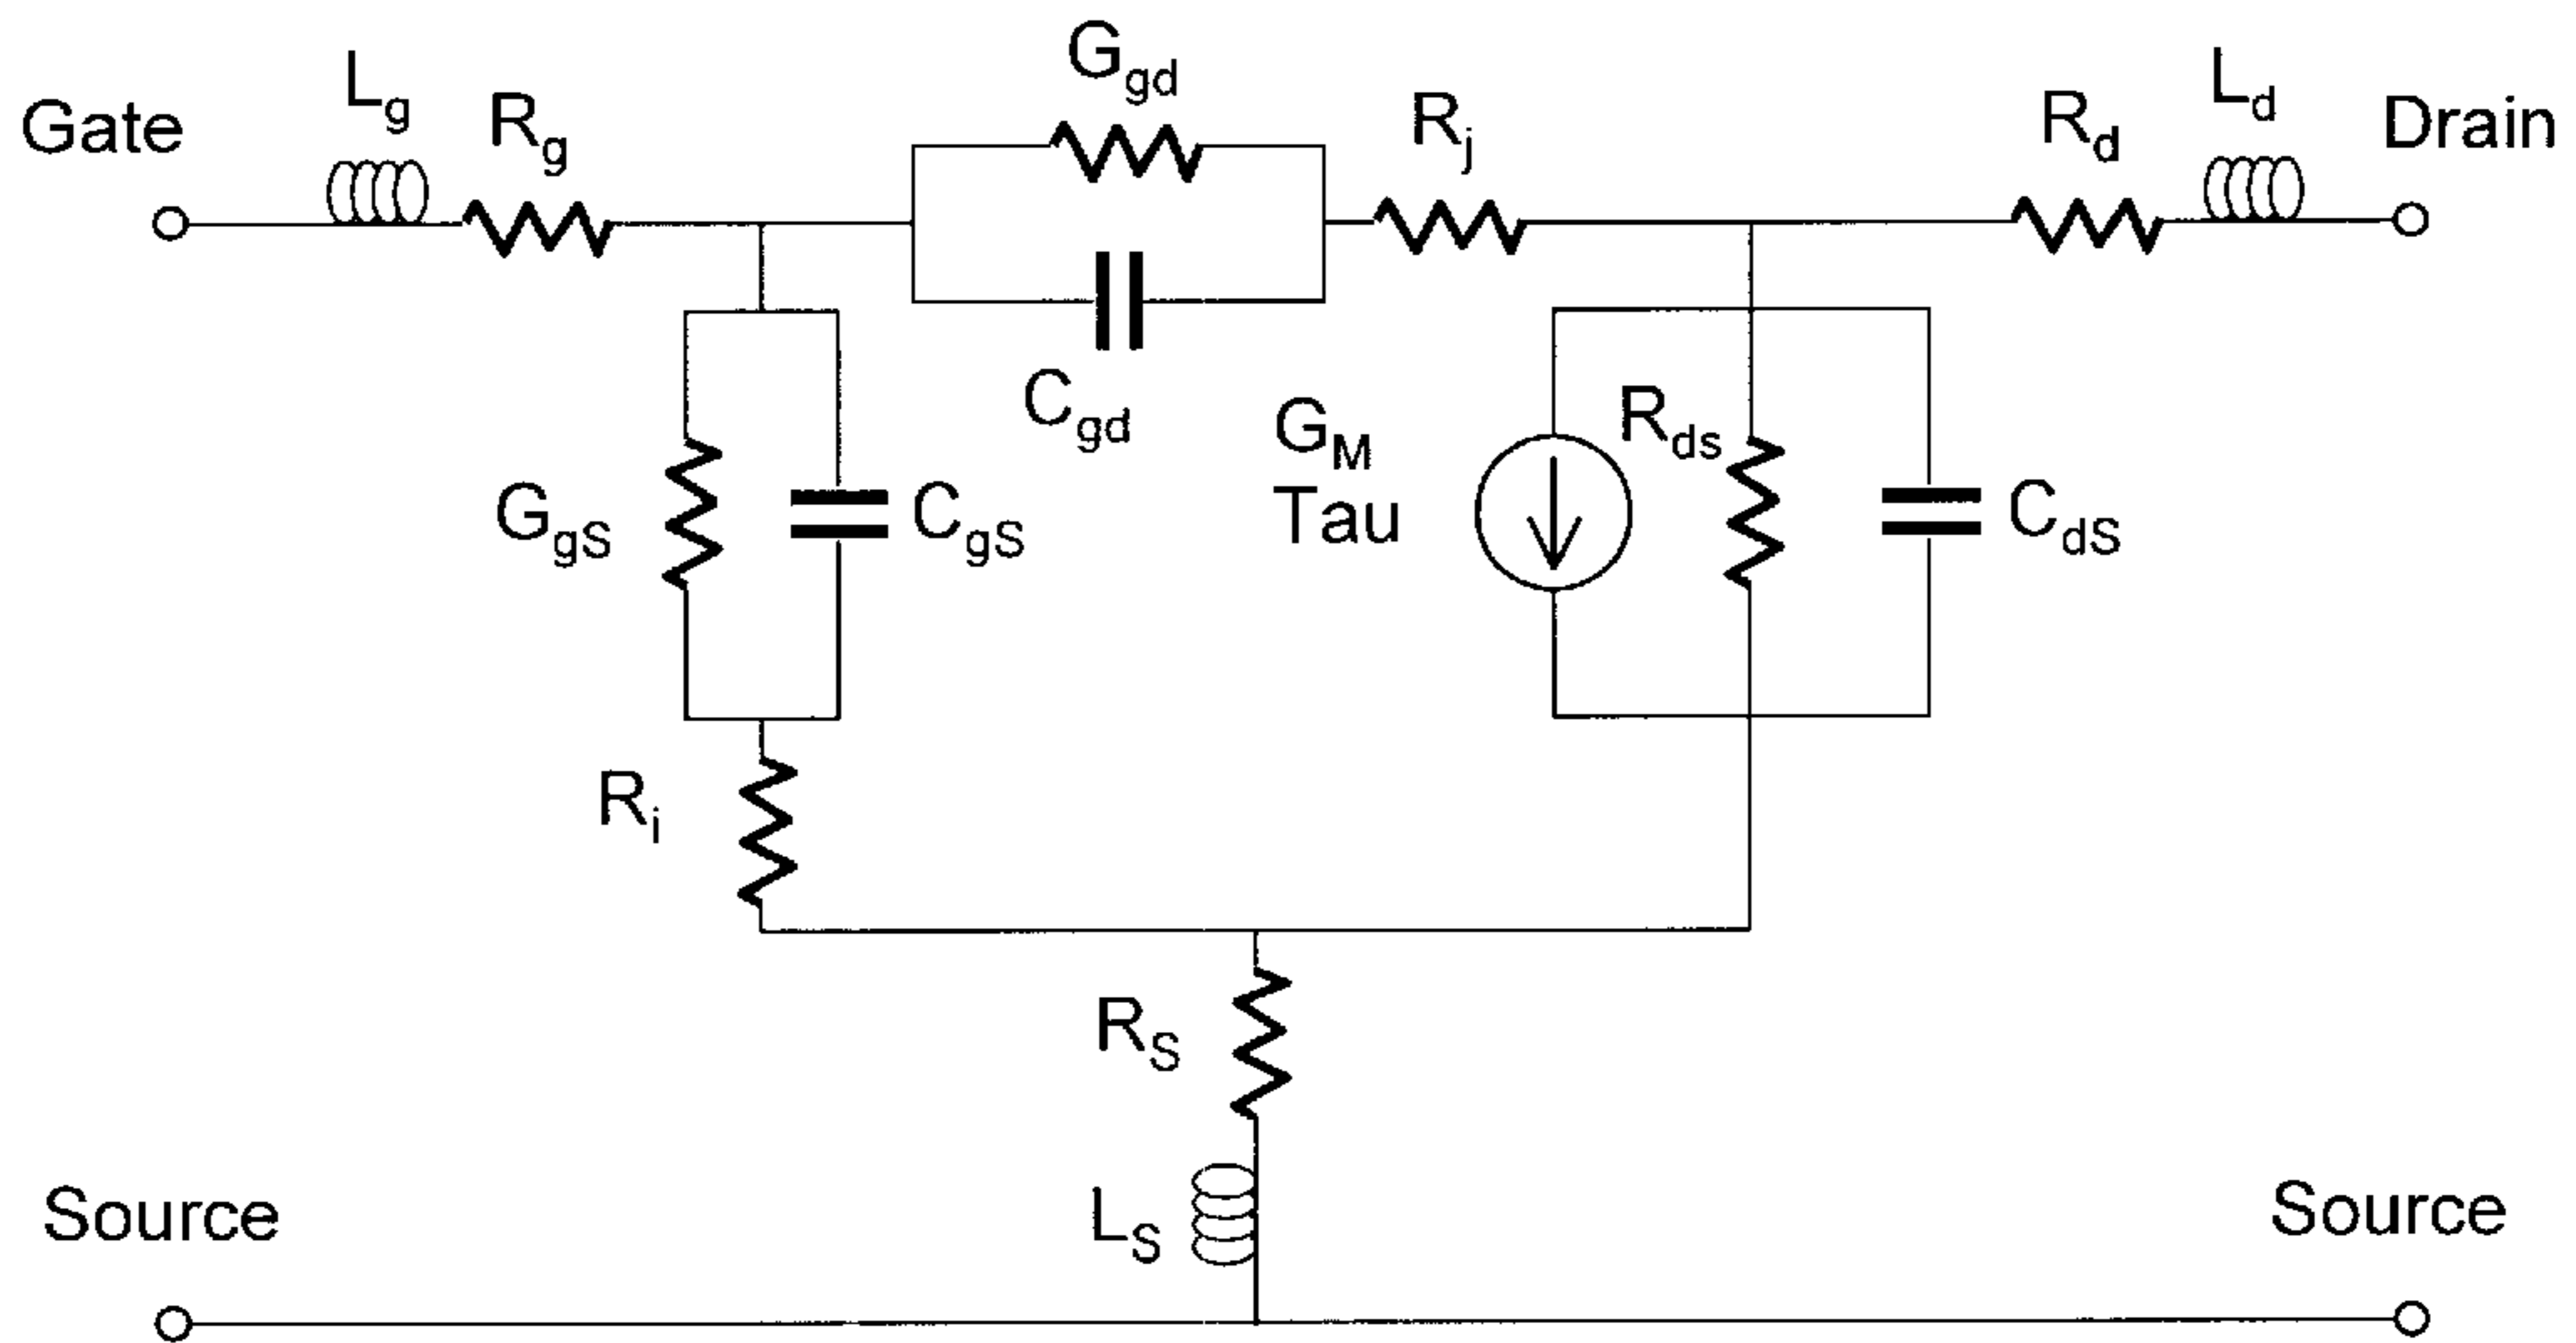 Gate
Lg
Rg
Ggd
Rj
Rd
Ld
Drain
Cgd
GgS
CgS
GM
Tau
Rds
CdS
Ri
RS
LS
Source
Source